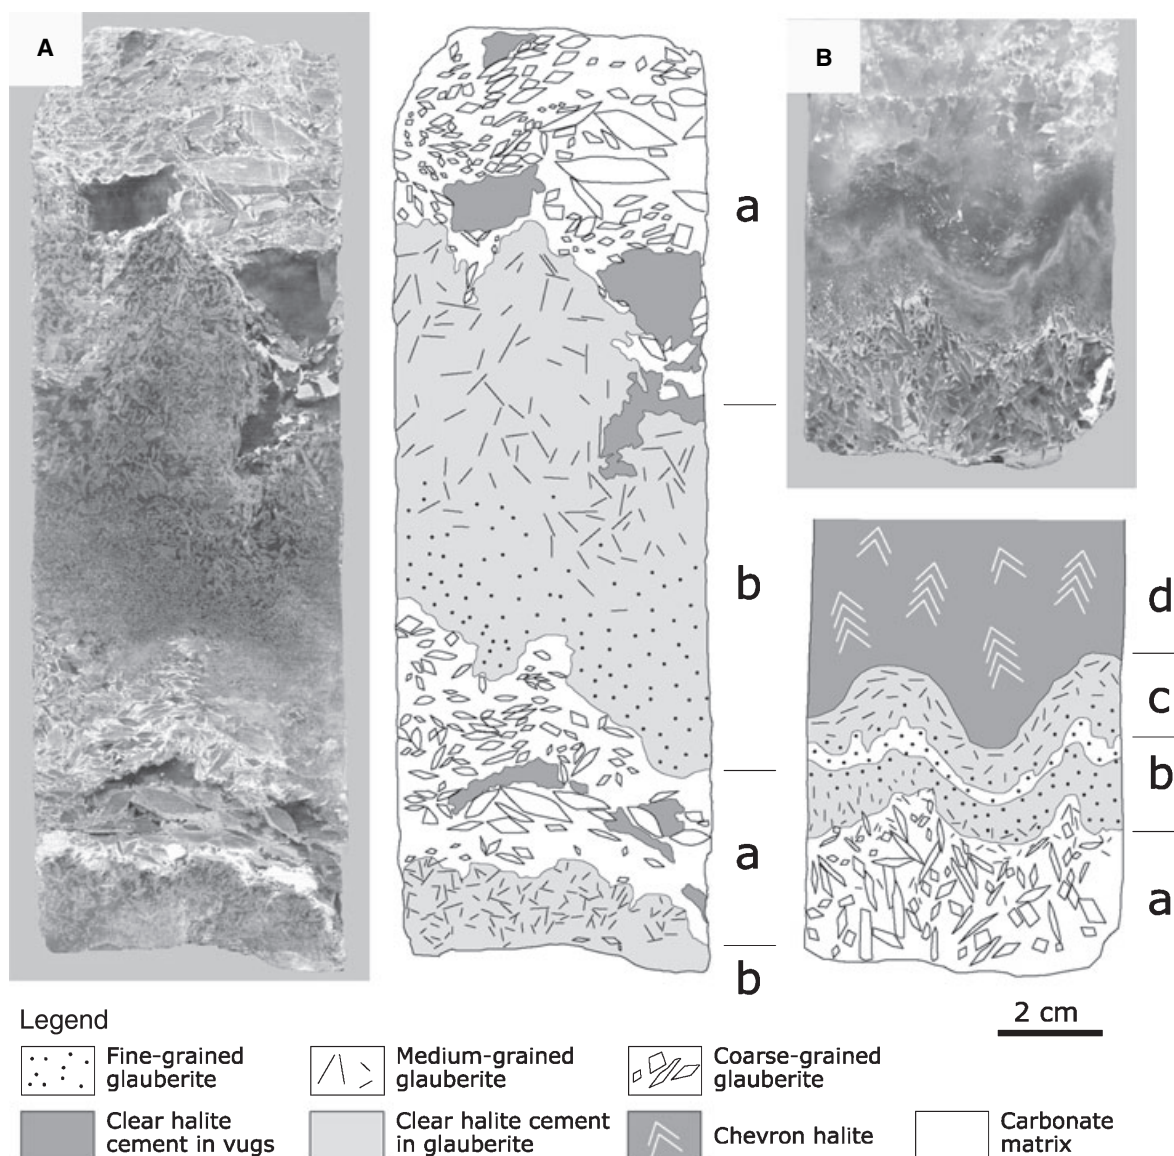 A
B
a
b
a
b
d
c
b
a
2 cm
Legend
Fine-grained
glauberite
Medium-grained
glauberite
Coarse-grained
glauberite
Clear halite
cement in vugs
Clear halite cement
in glauberite
Chevron halite
Carbonate
matrix